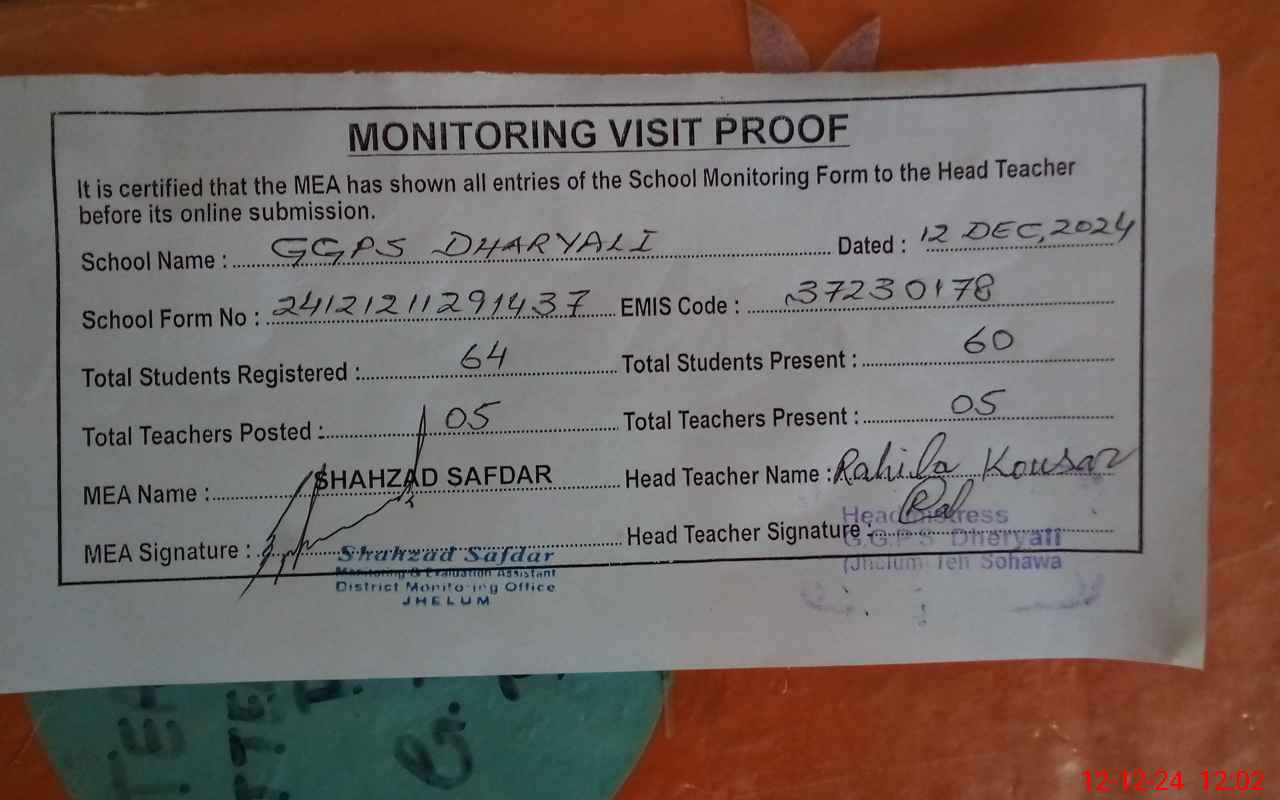 MONITORING VISIT PROOF
It is certified that the MEA has shown all entries of the School Monitoring Form to the Head Teacher
before its online submission.
School Name : GGPS DHARYALI Dated : 12 DEC, 2024
School Form No : 24121211291437 EMIS Code : 37230178
Total Students Registered : 64 Total Students Present : 60
Total Teachers Posted : 05 Total Teachers Present : 05
MEA Name : SHAHZAD SAFDAR Head Teacher Name : Rahila Kousar
MEA Signature : Head Teacher Signature :
Shahzad Safdar
Monitoring & Evaluation Assistant
District Monitoring Office
JHELUM
Headmistress
G.G.P.S Dheryali
(Jhelum Teh Sohawa
12-12-24 12:02